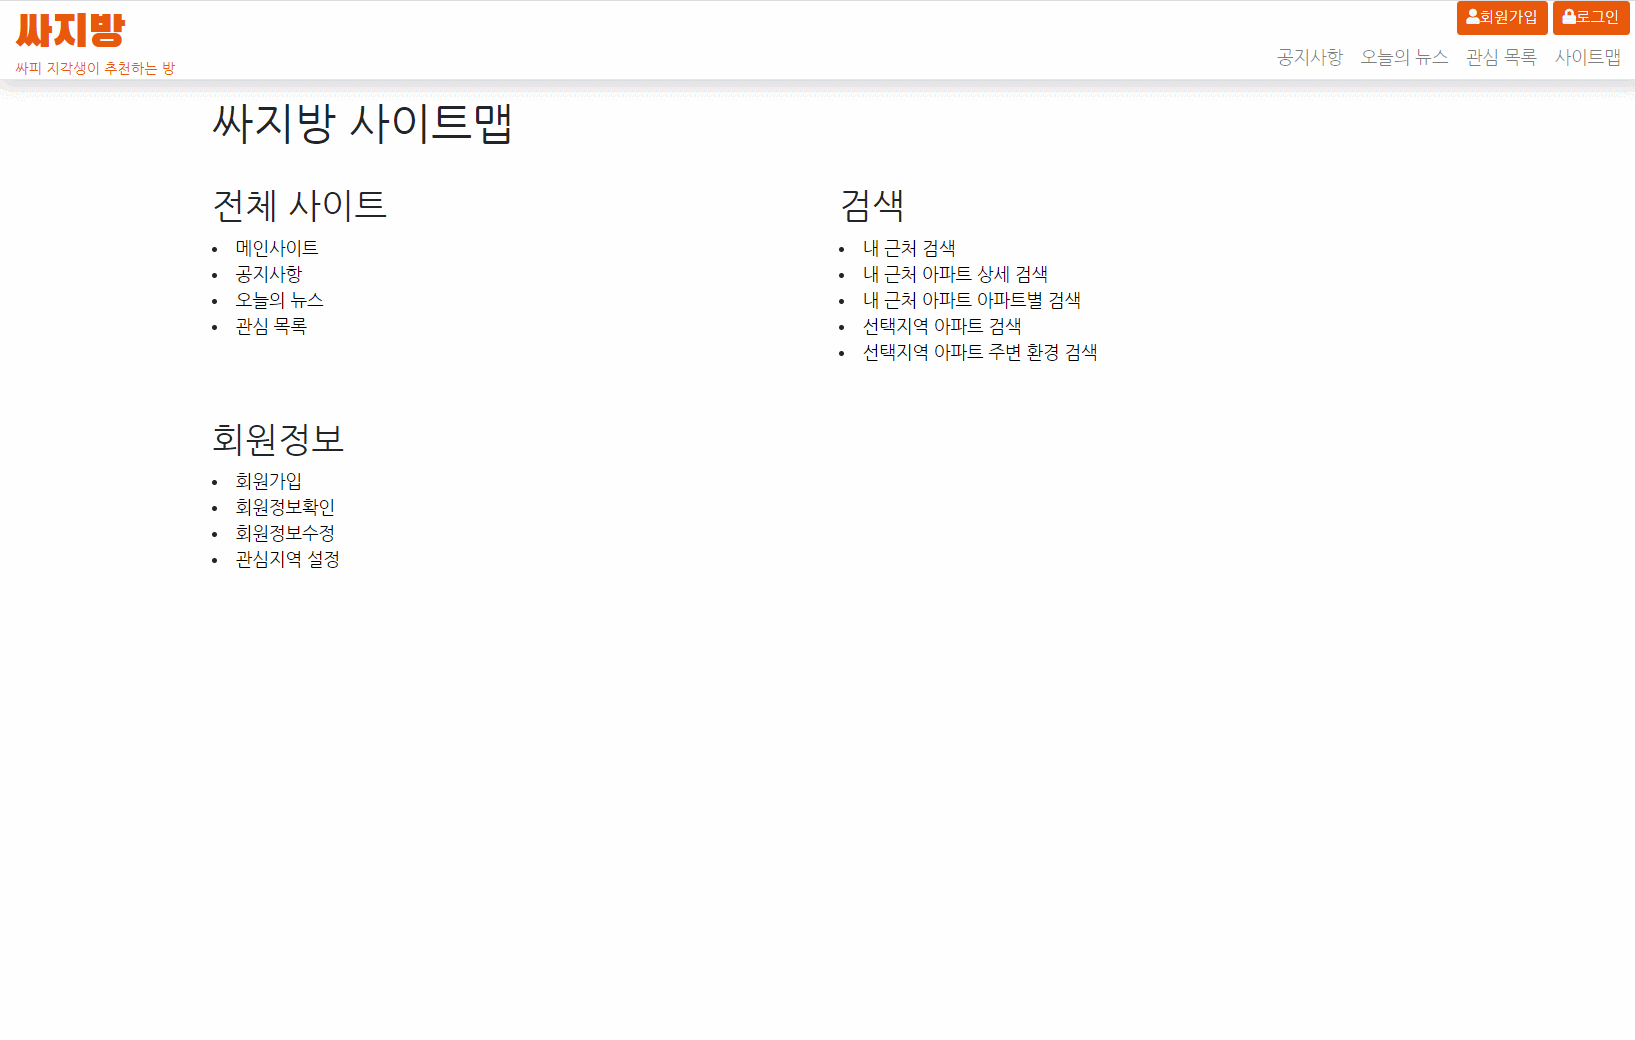 싸지방
싸피 지각생이 추천하는 방
회원가입 로그인
공지사항 오늘의 뉴스 관심 목록 사이트맵
싸지방 사이트맵
전체 사이트
메인사이트
공지사항
오늘의 뉴스
관심 목록
검색
내 근처 검색
내 근처 아파트 상세 검색
내 근처 아파트 아파트별 검색
선택지역 아파트 검색
선택지역 아파트 주변 환경 검색
회원정보
회원가입
회원정보확인
회원정보수정
관심지역 설정